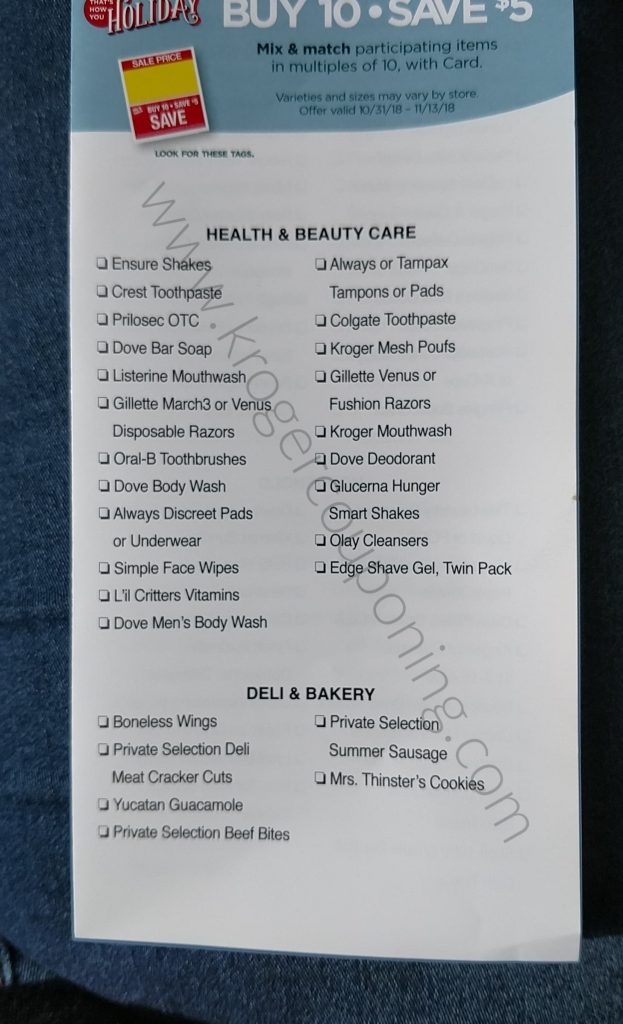 THAT'S
HOW
YOU
HOLIDAY
BUY 10 • SAVE $5
Mix & match participating items
in multiples of 10, with Card.
Varieties and sizes may vary by store.
Offer valid 10/31/18 - 11/13/18
SALE PRICE
BUY 10 • SAVE $5
SAVE
LOOK FOR THESE TAGS.
HEALTH & BEAUTY CARE
❏ Ensure Shakes
❏ Crest Toothpaste
❏ Prilosec OTC
❏ Dove Bar Soap
❏ Listerine Mouthwash
❏ Gillette March3 or Venus
Disposable Razors
❏ Oral-B Toothbrushes
❏ Dove Body Wash
❏ Always Discreet Pads
or Underwear
❏ Simple Face Wipes
❏ L'il Critters Vitamins
❏ Dove Men's Body Wash
❏ Always or Tampax
Tampons or Pads
❏ Colgate Toothpaste
❏ Kroger Mesh Poufs
❏ Gillette Venus or
Fushion Razors
❏ Kroger Mouthwash
❏ Dove Deodorant
❏ Glucerna Hunger
Smart Shakes
❏ Olay Cleansers
❏ Edge Shave Gel, Twin Pack
DELI & BAKERY
❏ Boneless Wings
❏ Private Selection Deli
Meat Cracker Cuts
❏ Yucatan Guacamole
❏ Private Selection Beef Bites
❏ Private Selection
Summer Sausage
❏ Mrs. Thinster's Cookies
www.krogercouponing.com